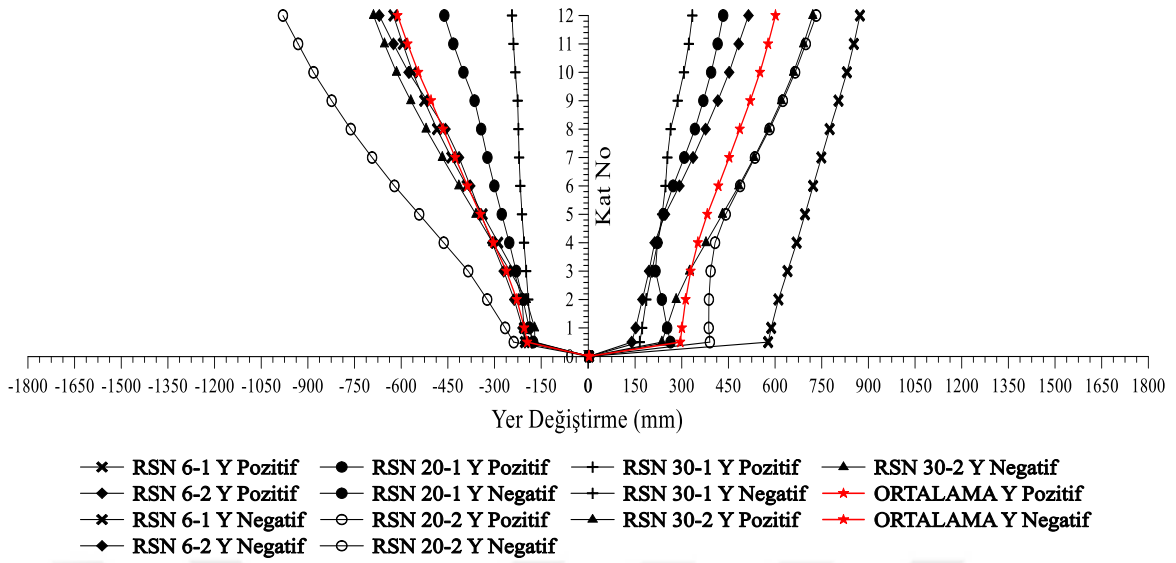 12
11
10
9
8
7
6
5
4
3
2
1
0
Kat No
-1800 -1650 -1500 -1350 -1200 -1050 -900 -750 -600 -450 -300 -150 0 150 300 450 600 750 900 1050 1200 1350 1500 1650 1800
Yer Değiştirme (mm)
RSN 6-1 Y Pozitif RSN 20-1 Y Pozitif RSN 30-1 Y Pozitif RSN 30-2 Y Negatif
RSN 6-2 Y Pozitif RSN 20-1 Y Negatif RSN 30-1 Y Negatif ORTALAMA Y Pozitif
RSN 6-1 Y Negatif RSN 20-2 Y Pozitif RSN 30-2 Y Pozitif ORTALAMA Y Negatif
RSN 6-2 Y Negatif RSN 20-2 Y Negatif